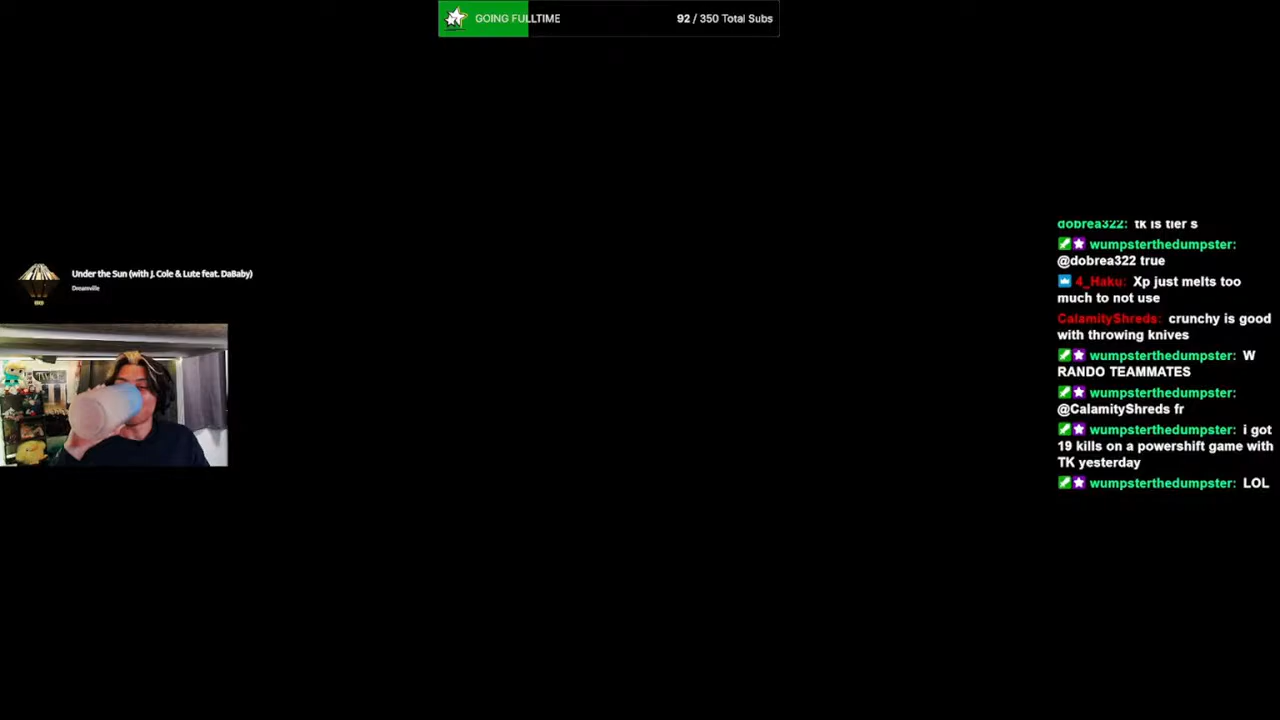 GOING FULLTIME
92 / 350 Total Subs
Under the Sun (with J. Cole & Lute feat. DaBaby)
Dreamville
dobrea322: tk is tier s
wumpsterthedumpster:
@dobrea322 true
4_Haku: Xp just melts too
much to not use
CalamityShreds: crunchy is good
with throwing knives
wumpsterthedumpster: W
RANDO TEAMMATES
wumpsterthedumpster:
@CalamityShreds fr
wumpsterthedumpster: i got
19 kills on a powershift game with
TK yesterday
wumpsterthedumpster: LOL